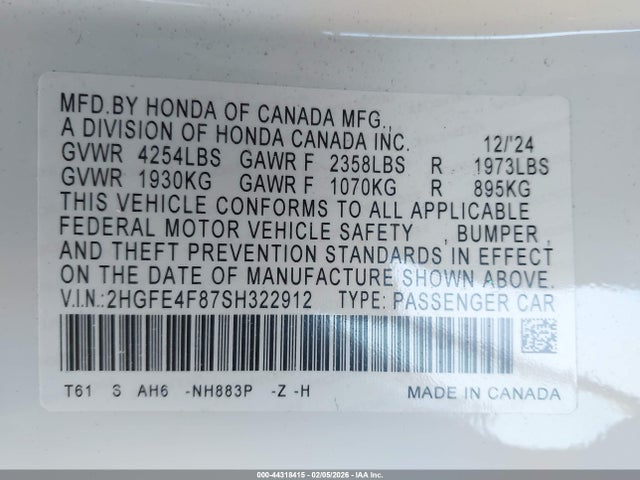 MFD.BY HONDA OF CANADA MFG.,
A DIVISION OF HONDA CANADA INC. 12/'24
GVWR 4254LBS GAWR F 2358LBS R 1973LBS
GVWR 1930KG GAWR F 1070KG R 895KG
THIS VEHICLE CONFORMS TO ALL APPLICABLE
FEDERAL MOTOR VEHICLE SAFETY , BUMPER ,
AND THEFT PREVENTION STANDARDS IN EFFECT
ON THE DATE OF MANUFACTURE SHOWN ABOVE.
V.I.N.:2HGFE4F87SH322912 TYPE: PASSENGER CAR
T61 S AH6 -NH883P -Z -H MADE IN CANADA
000-44318415 - 02/05/2026 - IAA Inc.